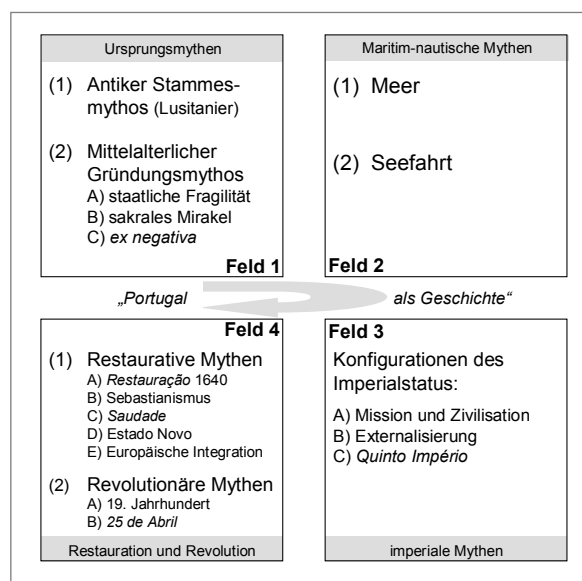 Ursprungsmythen
(1) Antiker Stammes-
mythos (Lusitanier)
(2) Mittelalterlicher
Gründungsmythos
A) staatliche Fragilität
B) sakrales Mirakel
C) ex negativa
Feld 1
Maritim-nautische Mythen
(1) Meer
(2) Seefahrt
Feld 2
„Portugal als Geschichte“
Feld 4
(1) Restaurative Mythen
A) Restauração 1640
B) Sebastianismus
C) Saudade
D) Estado Novo
E) Europäische Integration
(2) Revolutionäre Mythen
A) 19. Jahrhundert
B) 25 de Abril
Restauration und Revolution
Feld 3
Konfigurationen des
Imperialstatus:
A) Mission und Zivilisation
B) Externalisierung
C) Quinto Império
imperiale Mythen